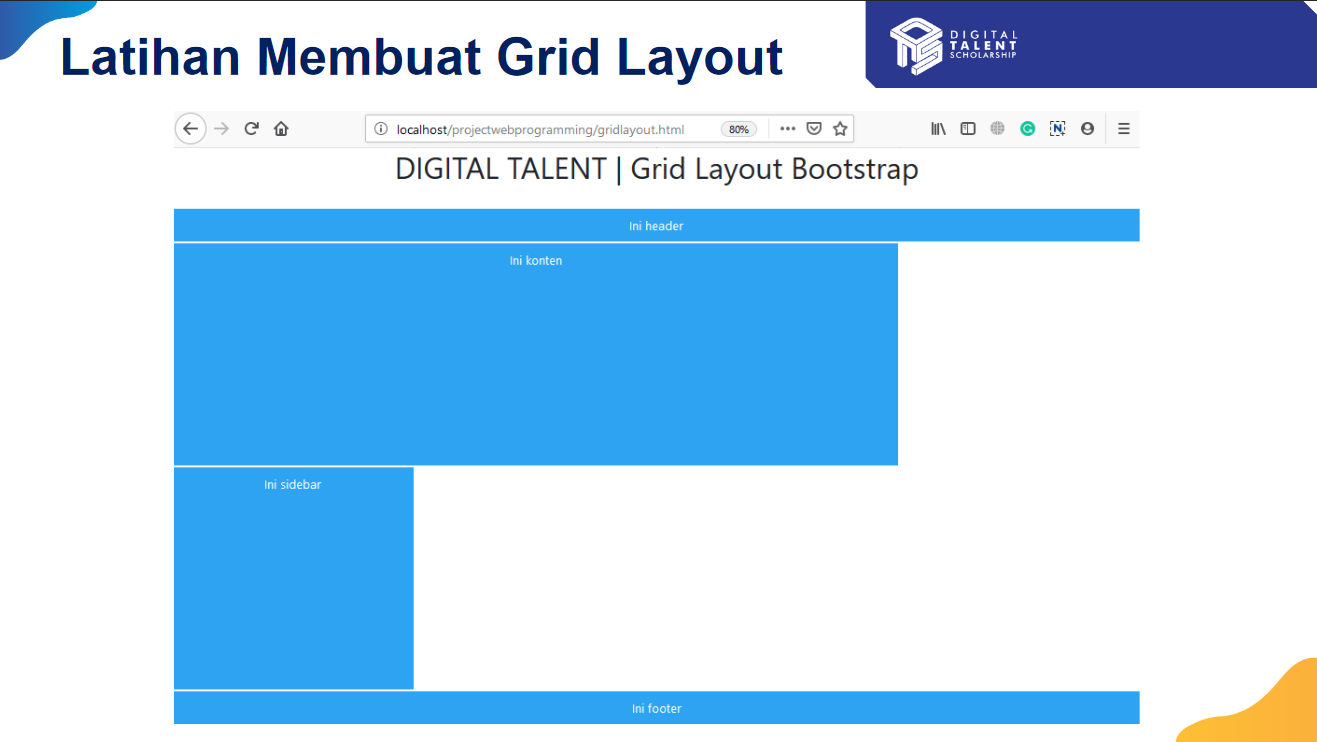 Latihan Membuat Grid Layout
DIGITAL
TALENT
SCHOLARSHIP
localhost/projectwebprogramming/gridlayout.html
80%
DIGITAL TALENT | Grid Layout Bootstrap
Ini header
Ini konten
Ini sidebar
Ini footer